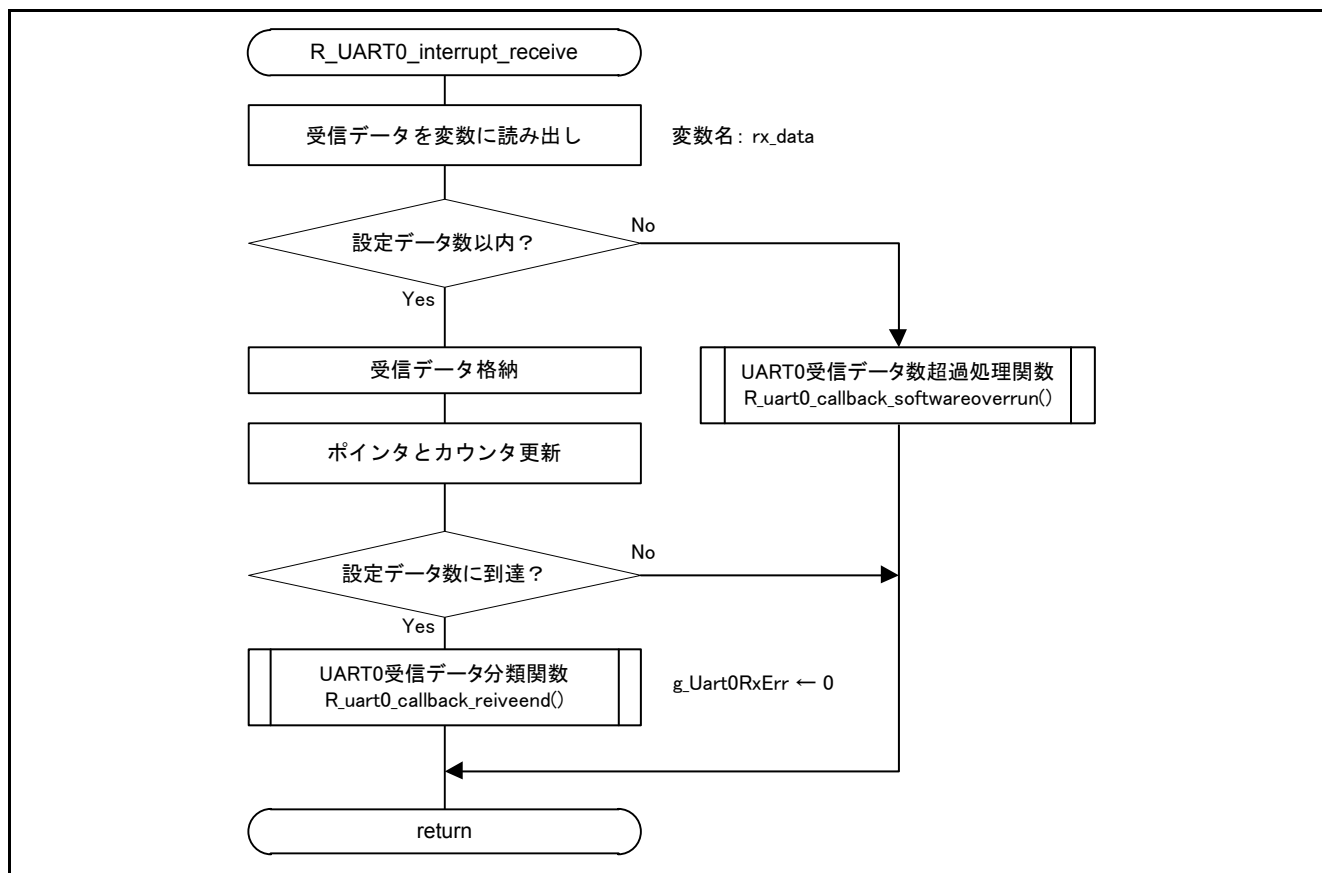 R_UART0_interrupt_receive
受信データを変数に読み出し
変数名: rx_data
設定データ数以内?
No
Yes
受信データ格納
UART0受信データ数超過処理関数
R_uart0_callback_softwareoverrun()
ポインタとカウンタ更新
設定データ数に到達?
No
Yes
UART0受信データ分類関数
R_uart0_callback_reiveend()
g_Uart0RxErr ← 0
return